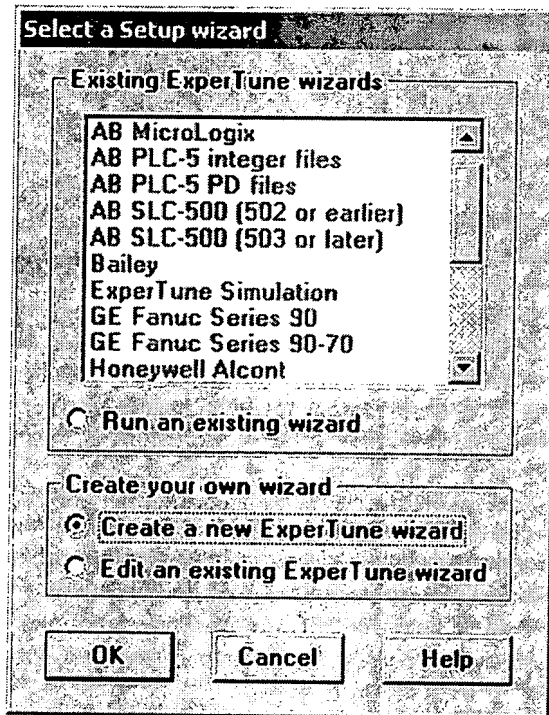 Select a Setup wizard
Existing ExperTune wizards
AB MicroLogix
AB PLC-5 integer files
AB PLC-5 PD files
AB SLC-500 (502 or earlier)
AB SLC-500 (503 or later)
Bailey
ExperTune Simulation
GE Fanuc Series 90
GE Fanuc Series 90-70
Honeywell Alcont
Run an existing wizard
Create your own wizard
Create a new ExperTune wizard
Edit an existing ExperTune wizard
OK
Cancel
Help